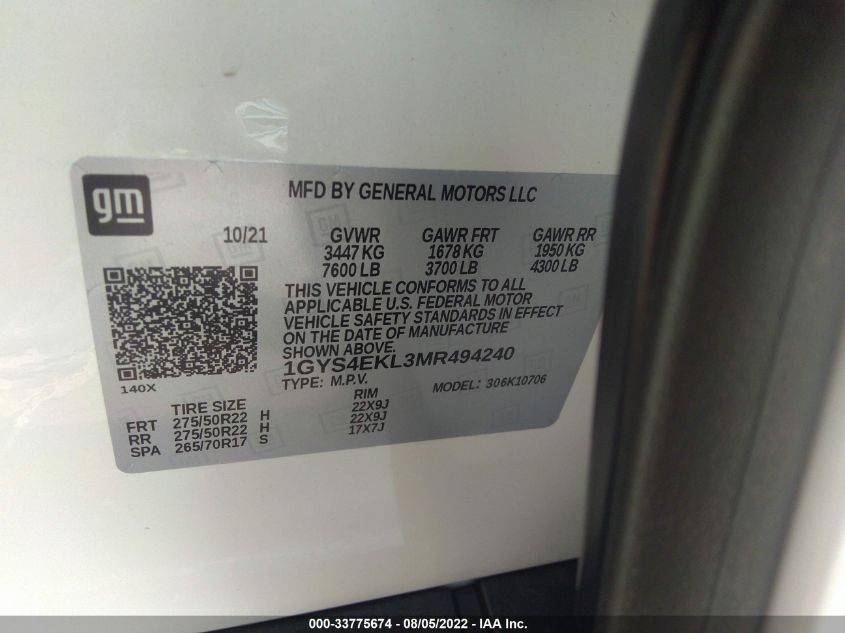 gm
MFD BY GENERAL MOTORS LLC
10/21 GVWR GAWR FRT GAWR RR
3447 KG 1678 KG 1950 KG
7600 LB 3700 LB 4300 LB
THIS VEHICLE CONFORMS TO ALL
APPLICABLE U.S. FEDERAL MOTOR
VEHICLE SAFETY STANDARDS IN EFFECT
ON THE DATE OF MANUFACTURE
SHOWN ABOVE.
1GYS4EKL3MR494240
140X
TYPE: M.P.V. MODEL: 306K10706
TIRE SIZE RIM
FRT 275/50R22 H 22X9J
RR 275/50R22 H 22X9J
SPA 265/70R17 S 17X7J
000-33775674 - 08/05/2022 - 1GYS4EKL3MR494240 - Copyright © 2022 IAA, Inc.